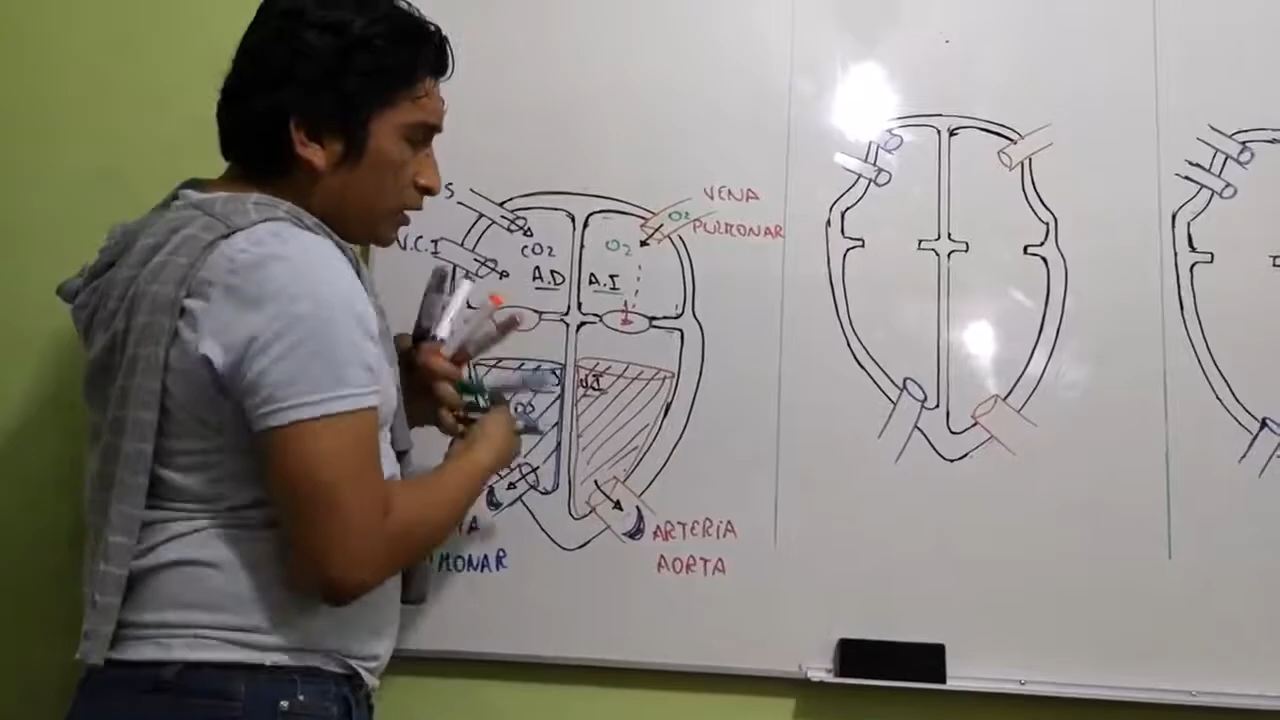 S
V.C.I
CO2
A.D
O2
A.I
O2
VENA
PULMONAR
V.I
ARTERIA
AORTA
MONAR